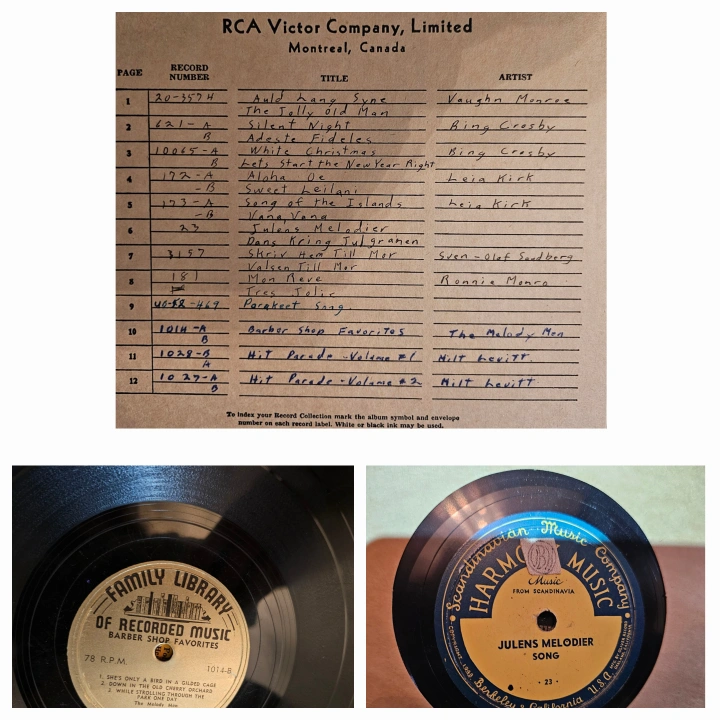 RCA Victor Company, Limited
Montreal, Canada
PAGE RECORD NUMBER TITLE ARTIST
1 20-3574 Auld Lang Syne Vaughn Monroe
The Jolly Old Man
2 621-A Silent Night Bing Crosby
B Adeste Fideles
3 10065-A White Christmas Bing Crosby
B Lets Start the New Year Right
4 172-A Aloha Oe Leia Kirk
-B Sweet Leilani
5 173-A Song of the Islands Leia Kirk
-B Vana, Vana
6 23 Julens Melodier
Dans Kring Julgranen
7 3157 Skriv Hem Till Mor Sven-Olof Sandberg
Valsen Till Mor
8 181 Mon Reve Ronnie Monro
Tres Jolie
9 Parakeet Song
10 1014-A Barber Shop Favorites The Melody Men
B
11 1028-B Hit Parade -Volume #1 Milt Levitt.
A
12 1027-A Hit Parade -Volume #2 Milt Levitt
B
To index your Record Collection mark the album symbol and envelope
number on each record label. White or black ink may be used.
FAMILY LIBRARY
OF RECORDED MUSIC
BARBER SHOP FAVORITES
78 R.P.M.
1014-B
1. SHE'S ONLY A BIRD IN A GILDED CAGE
2. DOWN IN THE OLD CHERRY ORCHARD
3. WHILE STROLLING THROUGH THE
PARK ONE DAY
The Melody Men
Scandinavian Music Company
HARMO MUSIC
Music
FROM SCANDINAVIA
JULENS MELODIER
SONG
· 23 ·
Berkeley 8 California U.S.A.